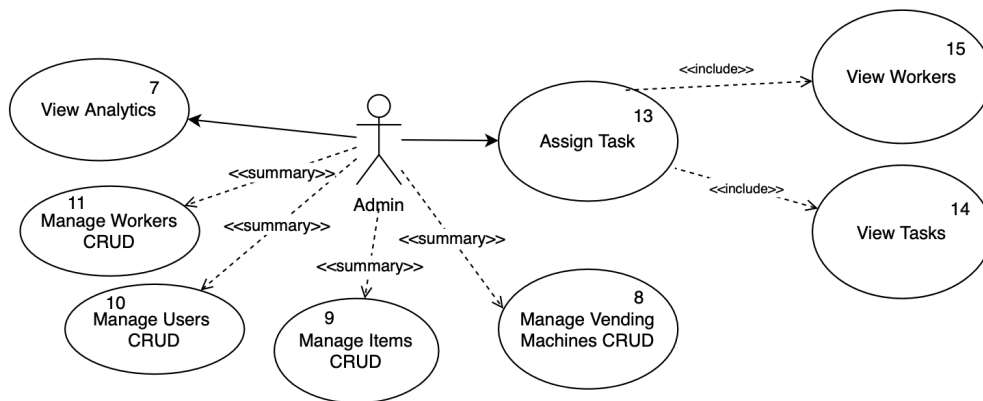 7
View Analytics
<<summary>>
11
Manage Workers
CRUD
<<summary>>
10
Manage Users
CRUD
Admin
<<summary>>
9
Manage Items
CRUD
<<summary>>
8
Manage Vending
Machines CRUD
13
Assign Task
<<include>>
15
View Workers
<<include>>
14
View Tasks